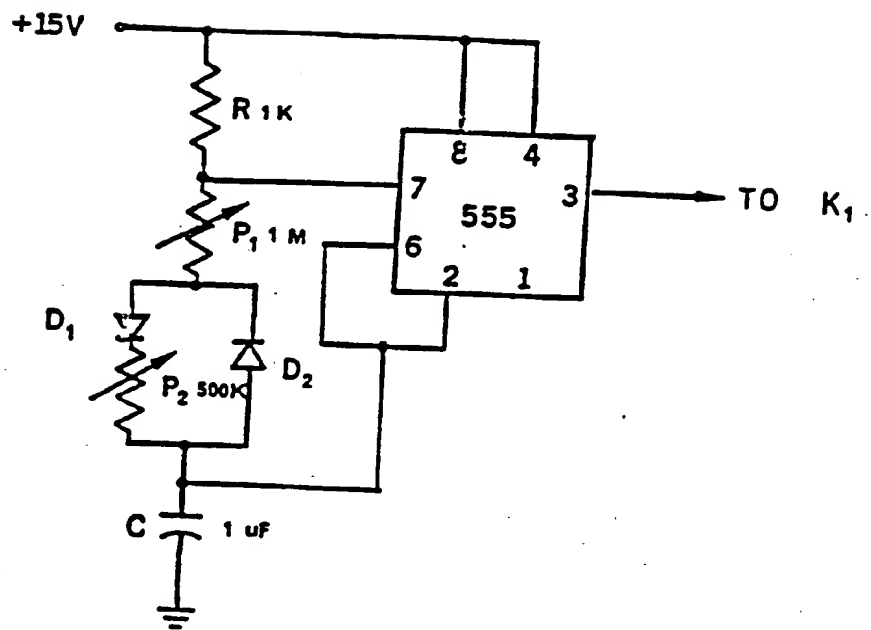 +15V
R 1K
8 4
7
3
TO K₁
555
P₁ 1 M
6
2 1
D₁
P₂ 500K
D₂
C 1 uF